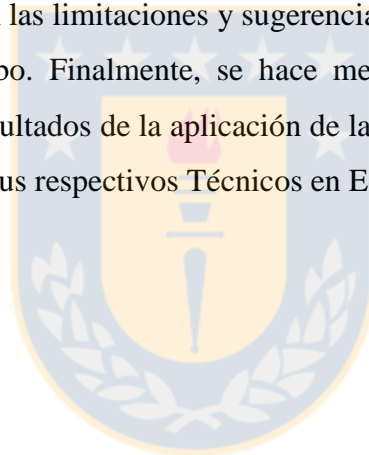 las limitaciones y sugerencia
po. Finalmente, se hace me
ultados de la aplicación de la
us respectivos Técnicos en E